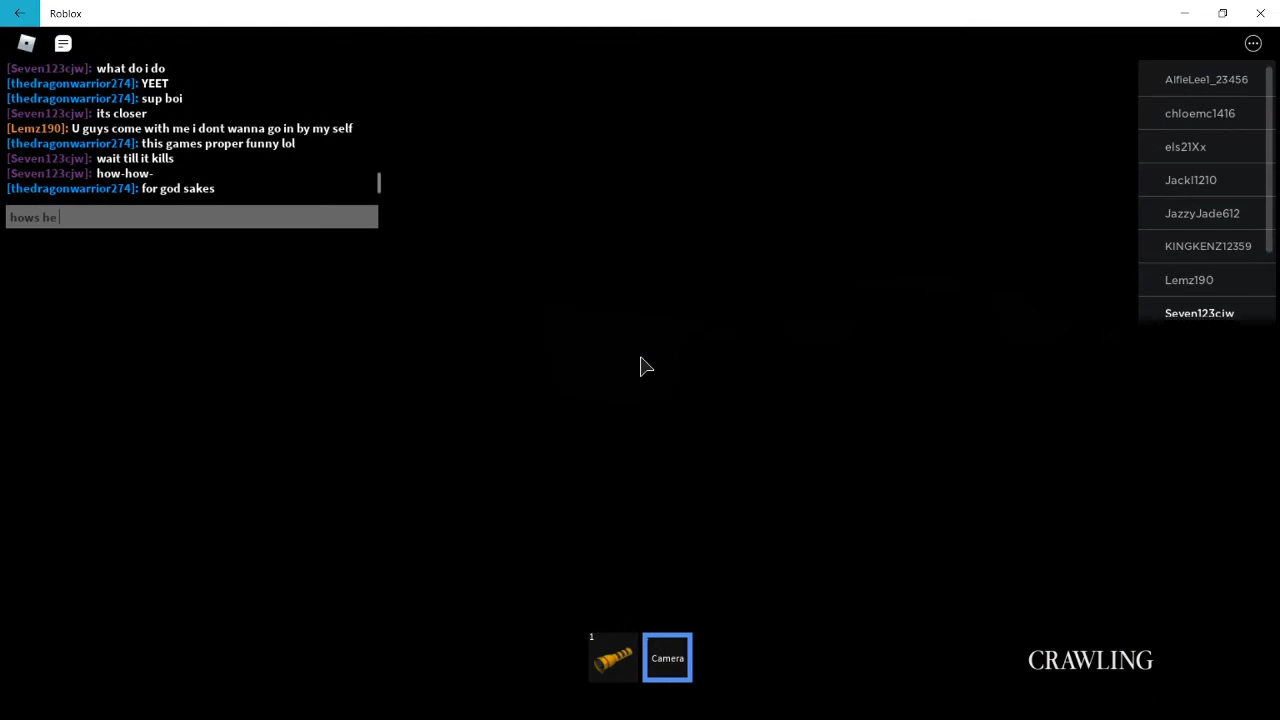 Roblox
[Seven123cjw]: what do i do
[thedragonwarrior274]: YEET
[thedragonwarrior274]: sup boi
[Seven123cjw]: its closer
[Lemz190]: U guys come with me i dont wanna go in by my self
[thedragonwarrior274]: this games proper funny lol
[Seven123cjw]: wait till it kills
[Seven123cjw]: how-how-
[thedragonwarrior274]: for god sakes
hows he
AlfieLee1_23456
chloemc1416
els21Xx
Jackl1210
JazzyJade612
KINGKENZ12359
Lemz190
Seven123cjw
1
Camera
CRAWLING